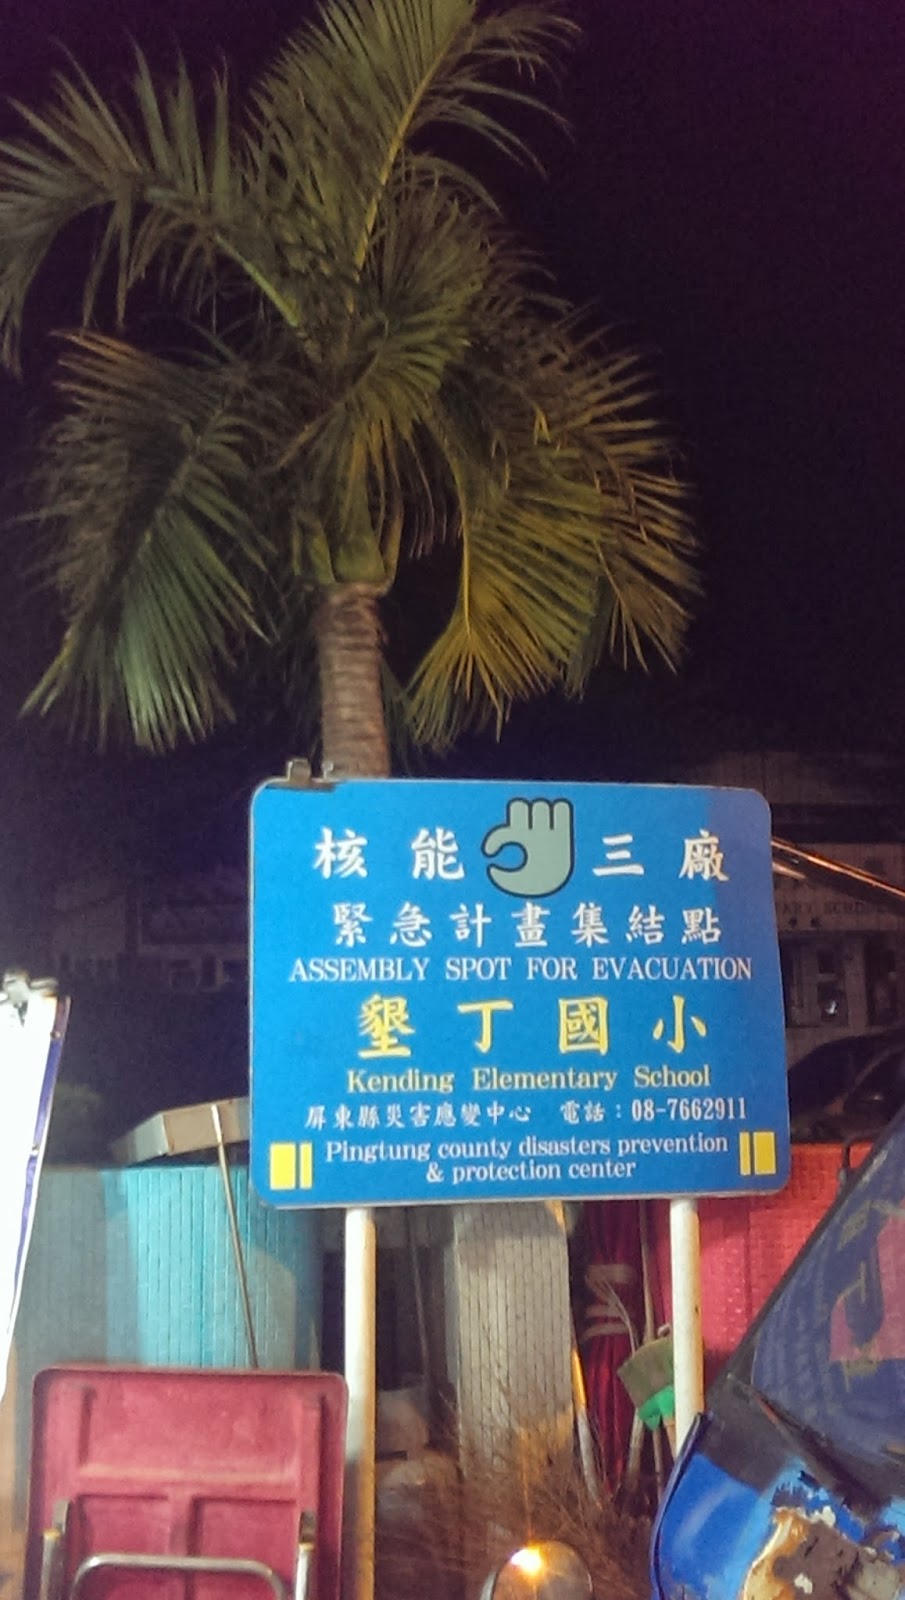 核能三廠
緊急計畫集結點
ASSEMBLY SPOT FOR EVACUATION
墾丁國小
Kending Elementary School
屏東縣災害應變中心 電話：08-7662911
Pingtung county disasters prevention
& protection center